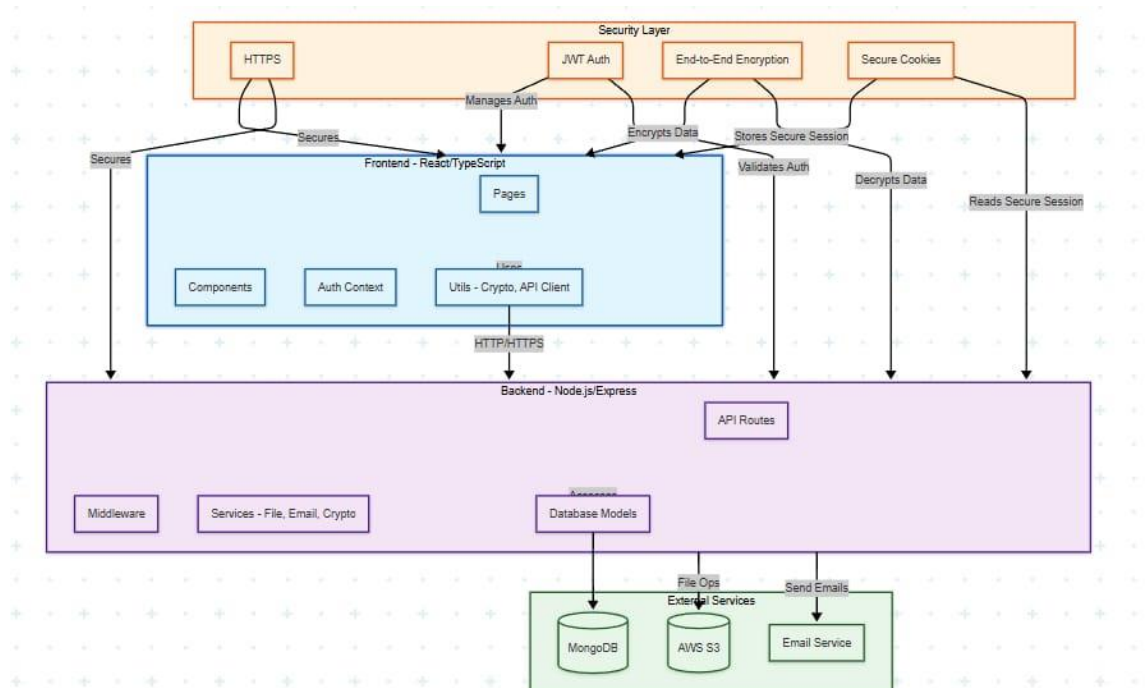 Security Layer
HTTPS
JWT Auth
End-to-End Encryption
Secure Cookies
Manages Auth
Secures
Encrypts Data
Stores Secure Session
Secures
Validates Auth
Decrypts Data
Reads Secure Session
Frontend - React/TypeScript
Pages
Components
Auth Context
Utils - Crypto, API Client
HTTP/HTTPS
Backend - Node.js/Express
API Routes
Middleware
Services - File, Email, Crypto
Database Models
File Ops
Send Emails
External Services
MongoDB
AWS S3
Email Service